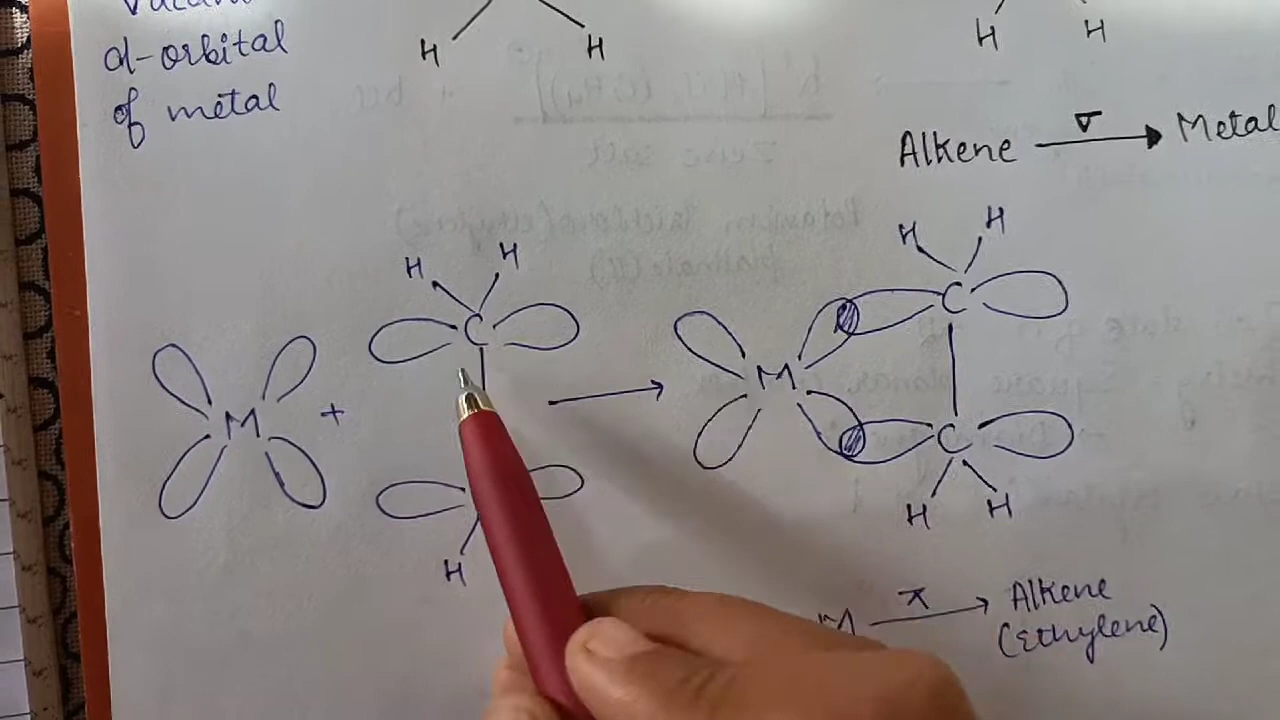 d-orbital
of metal
H H
H H
Alkene σ Metal
H H
C
M +
H
H H
C
M
C
H H
M π Alkene
(Ethylene)